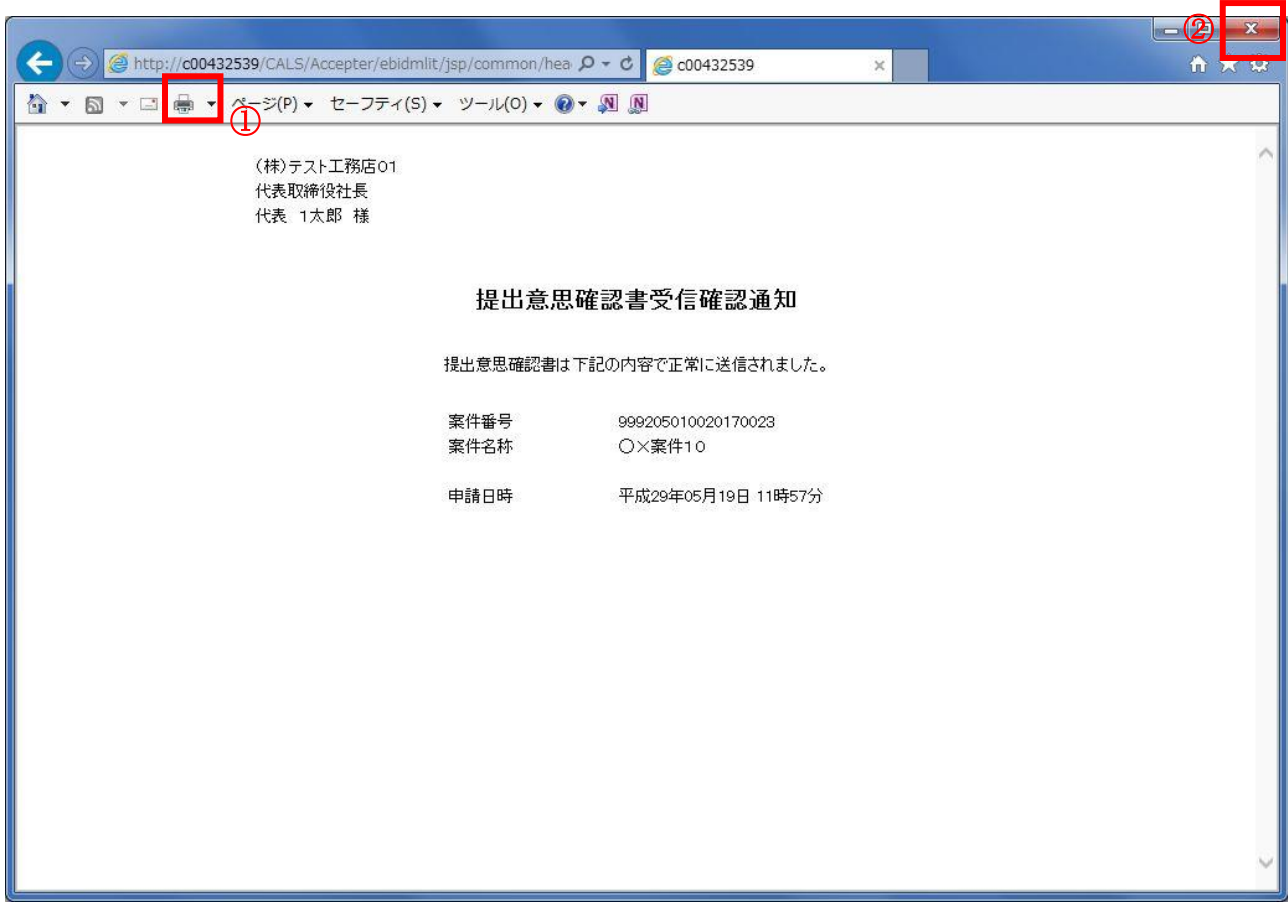 ②
http://c00432539/CALS/Accepter/ebidmlit/jsp/common/hea
c00432539
ページ(P) セーフティ(S) ツール(O)
①
(株)テスト工務店01
代表取締役社長
代表 1太郎 様
提出意思確認書受信確認通知
提出意思確認書は下記の内容で正常に送信されました。
案件番号 999205010020170023
案件名称 〇×案件10
申請日時 平成29年05月19日 11時57分